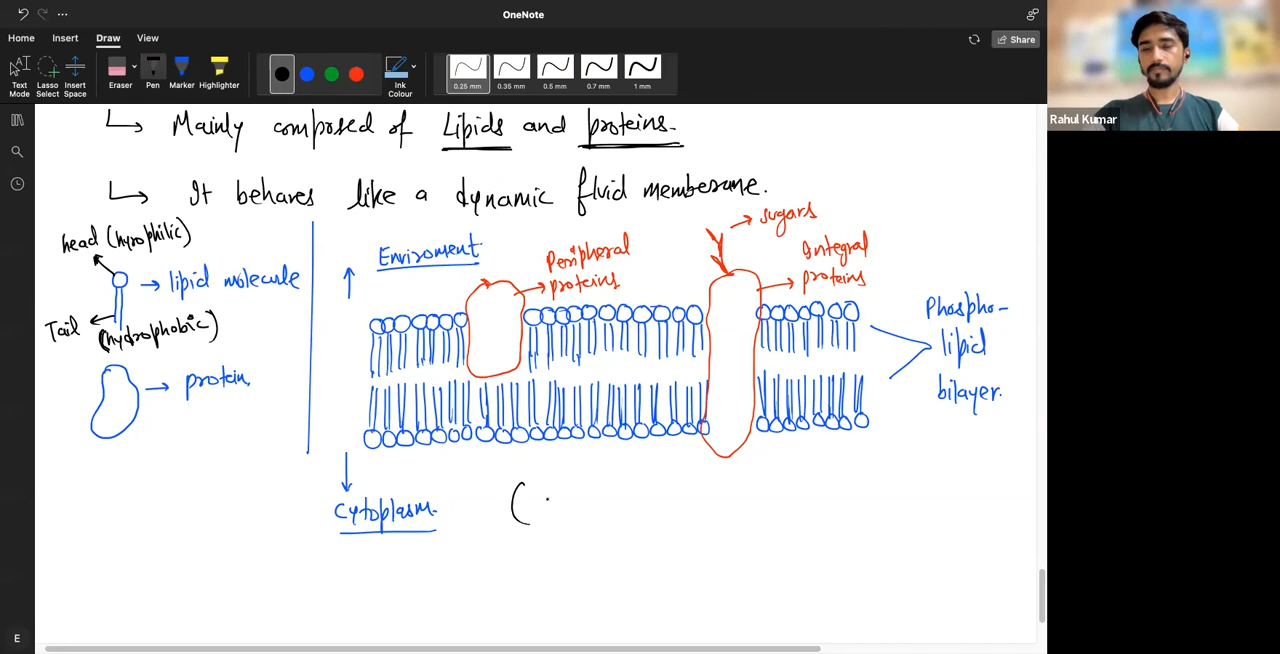 OneNote
Home Insert Draw View
Share
Text Mode Lasso Select Insert Space Eraser Pen Marker Highlighter Ink Colour 0.25 mm 0.35 mm 0.5 mm 0.7 mm 1 mm
Rahul Kumar
Mainly composed of Lipids and proteins.
It behaves like a dynamic fluid memberane.
head (hyrophilic)
lipid molecule
Tail (hydrophobic)
protein
Enviroment
Peripheral
proteins
sugars
Integral
proteins
Phospho-
lipid
bilayer.
Cytoplasm.
(
E